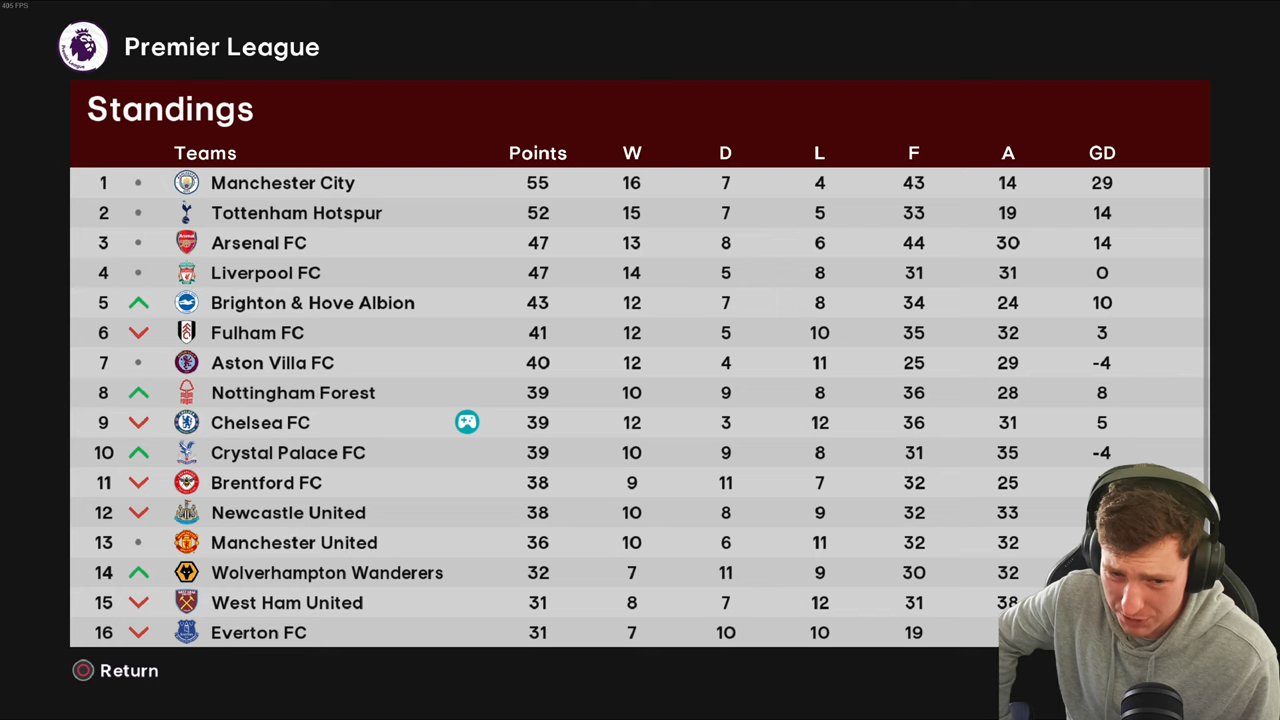 405 FPS
Premier League
Standings
Teams Points W D L F A GD
1 Manchester City 55 16 7 4 43 14 29
2 Tottenham Hotspur 52 15 7 5 33 19 14
3 Arsenal FC 47 13 8 6 44 30 14
4 Liverpool FC 47 14 5 8 31 31 0
5 Brighton & Hove Albion 43 12 7 8 34 24 10
6 Fulham FC 41 12 5 10 35 32 3
7 Aston Villa FC 40 12 4 11 25 29 -4
8 Nottingham Forest 39 10 9 8 36 28 8
9 Chelsea FC 39 12 3 12 36 31 5
10 Crystal Palace FC 39 10 9 8 31 35 -4
11 Brentford FC 38 9 11 7 32 25
12 Newcastle United 38 10 8 9 32 33
13 Manchester United 36 10 6 11 32 32
14 Wolverhampton Wanderers 32 7 11 9 30 32
15 West Ham United 31 8 7 12 31 38
16 Everton FC 31 7 10 10 19
Return